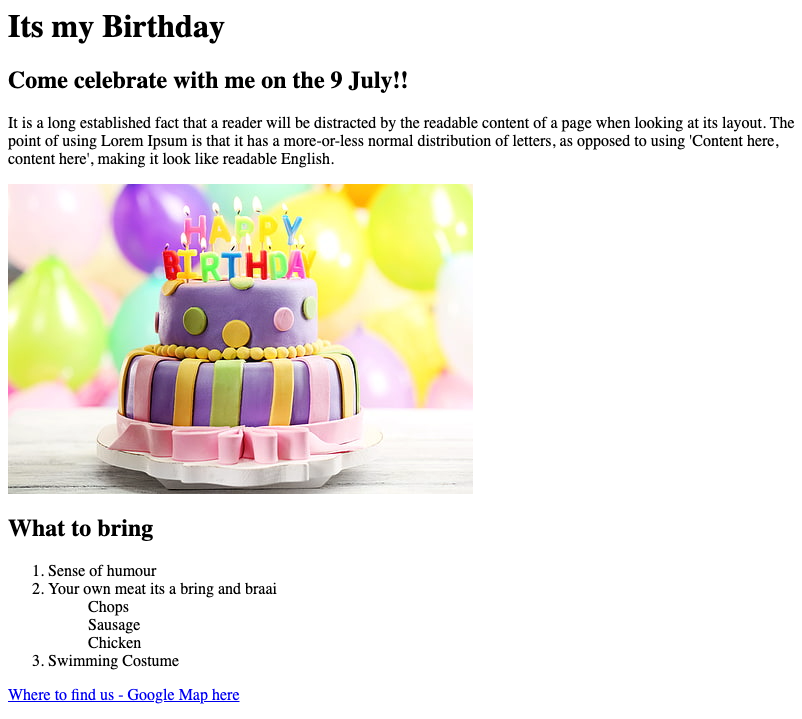 Its my Birthday
Come celebrate with me on the 9 July!!
It is a long established fact that a reader will be distracted by the readable content of a page when looking at its layout. The
point of using Lorem Ipsum is that it has a more-or-less normal distribution of letters, as opposed to using 'Content here,
content here', making it look like readable English.
HAPPY
BIRTHDAY
What to bring
1. Sense of humour
2. Your own meat its a bring and braai
Chops
Sausage
Chicken
3. Swimming Costume
Where to find us - Google Map here